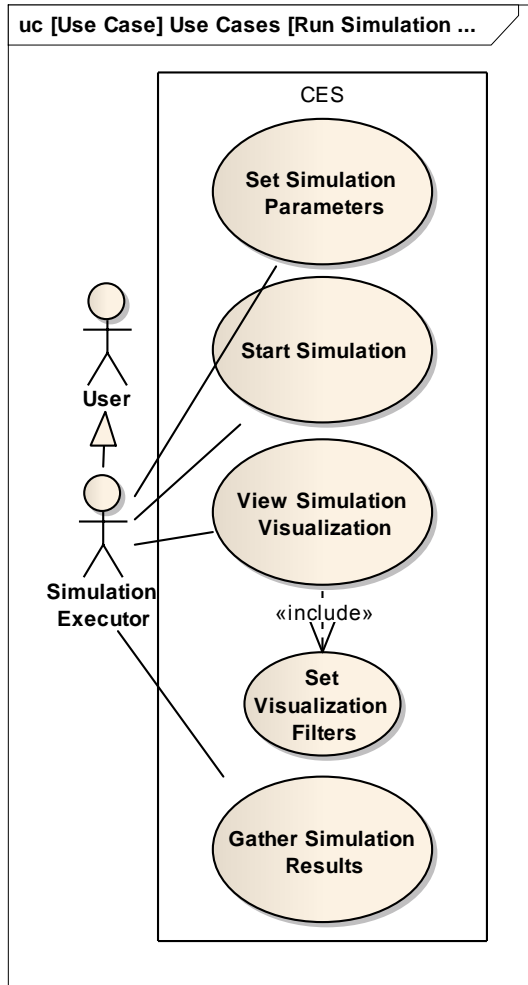 uc [Use Case] Use Cases [Run Simulation ...
CES
Set Simulation
Parameters
Start Simulation
User
View Simulation
Visualization
Simulation
Executor
«include»
Set
Visualization
Filters
Gather Simulation
Results